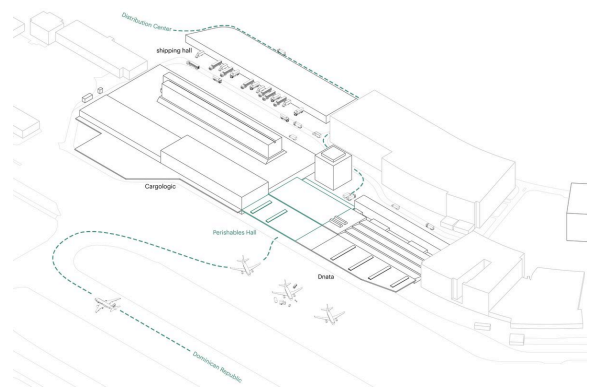 Distribution Center
shipping hall
Cargologic
Perishables Hall
Dnata
Dominican Republic